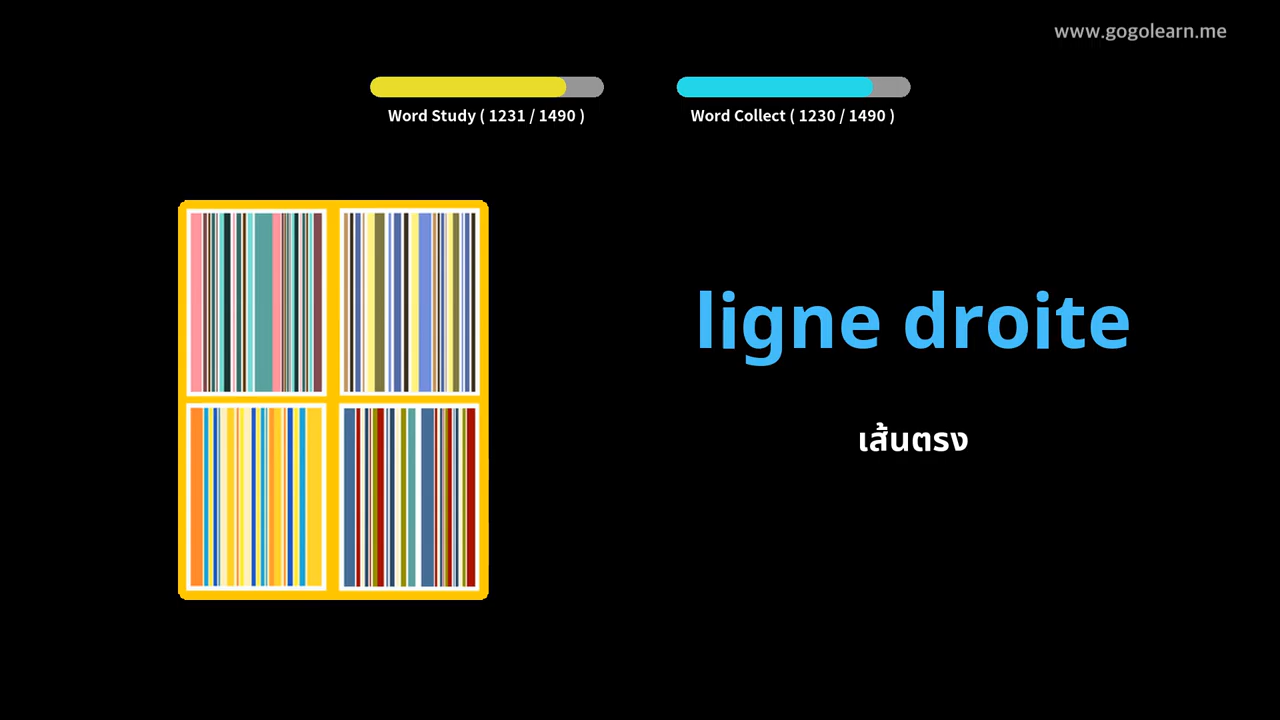 www.gogolearn.me
Word Study ( 1231 / 1490 )
Word Collect ( 1230 / 1490 )
ligne droite
เส้นตรง